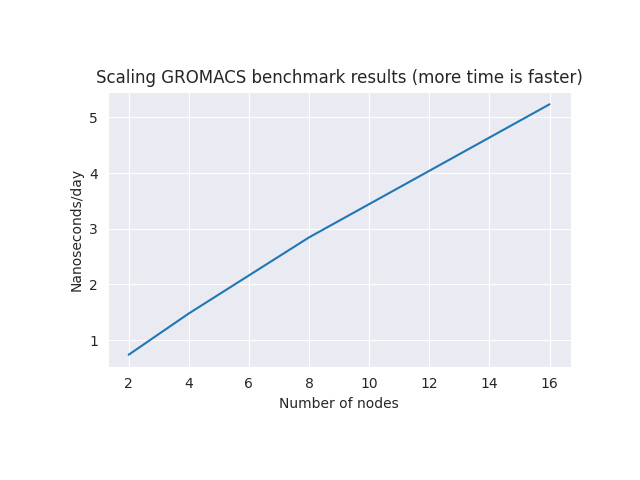 Scaling GROMACS benchmark results (more time is faster)
Nanoseconds/day
5
4
3
2
1
2 4 6 8 10 12 14 16
Number of nodes